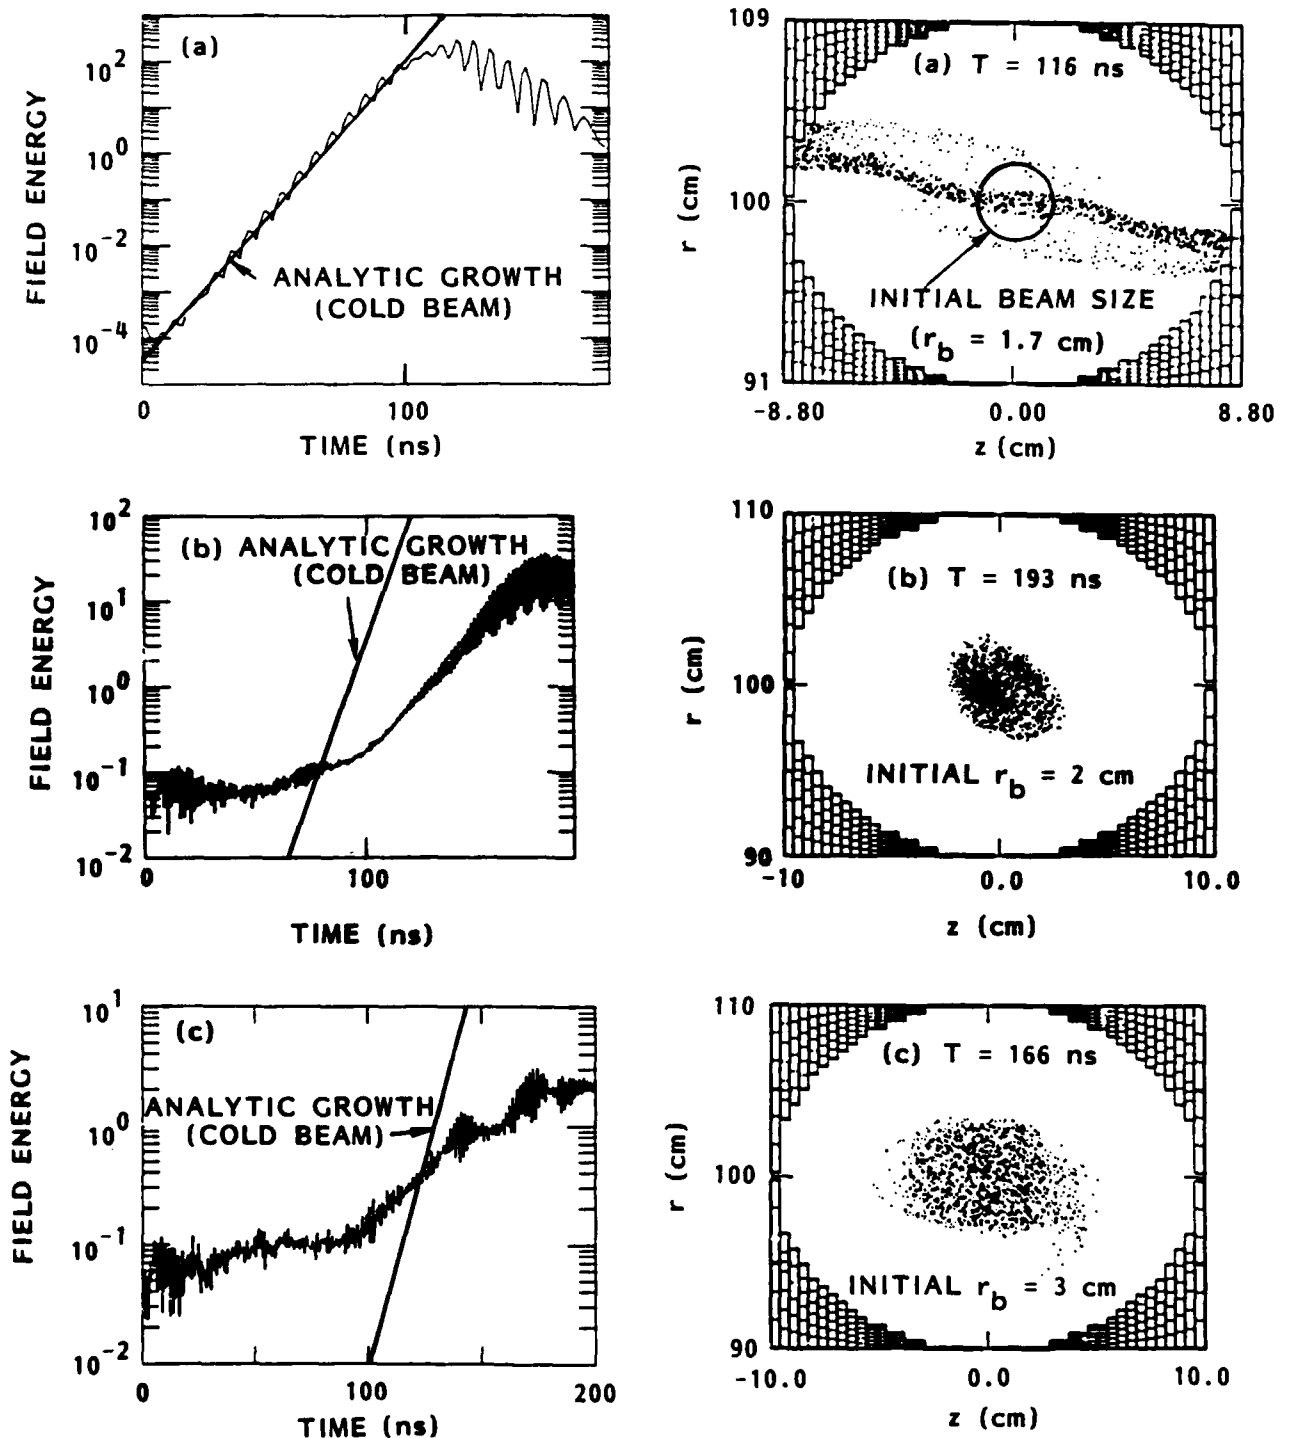 (a)
10^2
10^0
10^-2
10^-4
FIELD ENERGY
ANALYTIC GROWTH
(COLD BEAM)
0 100
TIME (ns)
109
(a) T = 116 ns
r (cm)
100
INITIAL BEAM SIZE
(r_b = 1.7 cm)
91
-8.80 0.00 8.80
z (cm)
10^2
(b) ANALYTIC GROWTH
(COLD BEAM)
10^1
10^0
10^-1
10^-2
FIELD ENERGY
0 100
TIME (ns)
110
(b) T = 193 ns
r (cm)
100
INITIAL r_b = 2 cm
90
-10 0.0 10.0
z (cm)
10^1
(c)
ANALYTIC GROWTH
10^0
(COLD BEAM)
10^-1
10^-2
FIELD ENERGY
0 100 200
TIME (ns)
110
(c) T = 166 ns
r (cm)
100
INITIAL r_b = 3 cm
90
-10.0 0.0 10.0
z (cm)